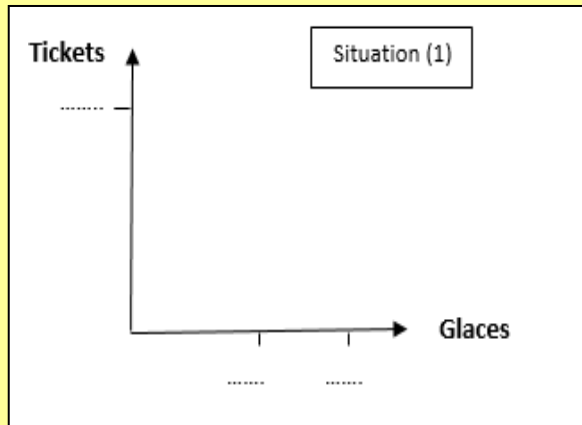 Situation (1)
Tickets
........
Glaces
....... .......